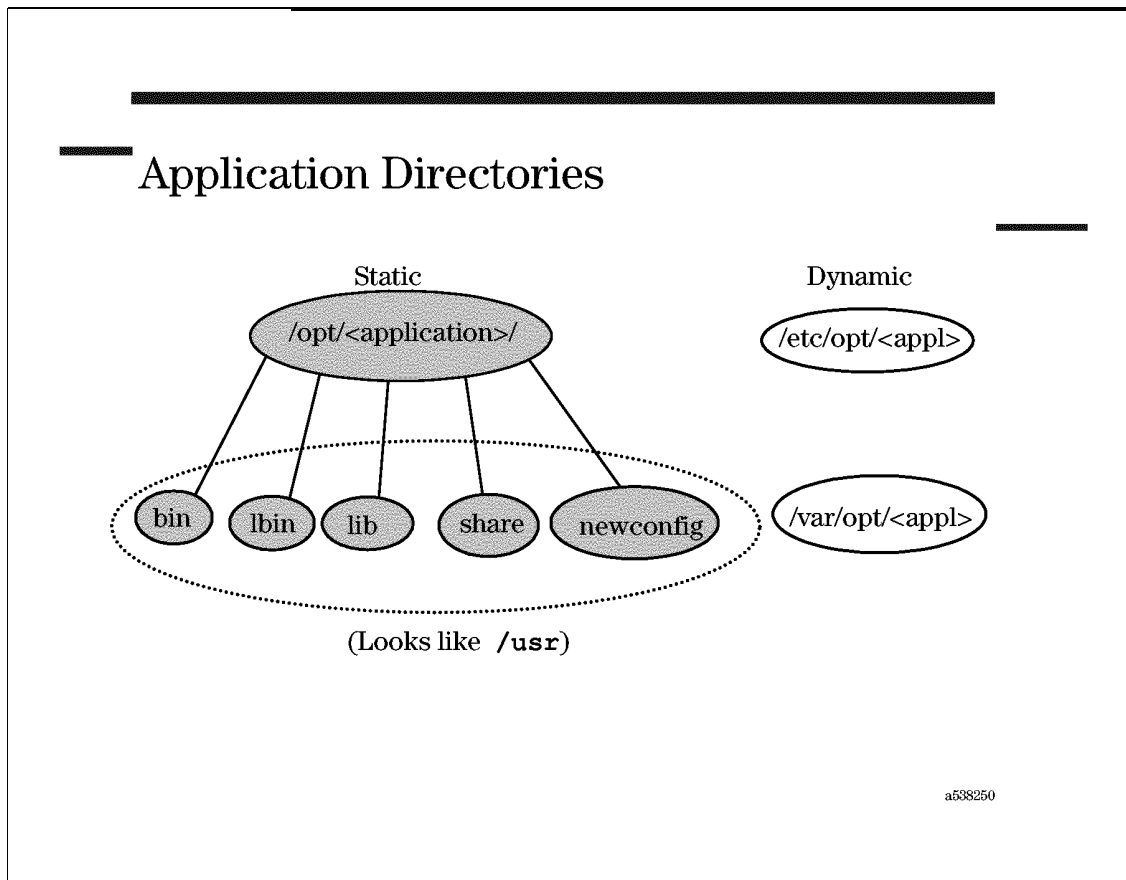 Application Directories
Static
Dynamic
/opt/<application>/
/etc/opt/<appl>
bin
lbin
lib
share
newconfig
/var/opt/<appl>
(Looks like /usr)
a538250